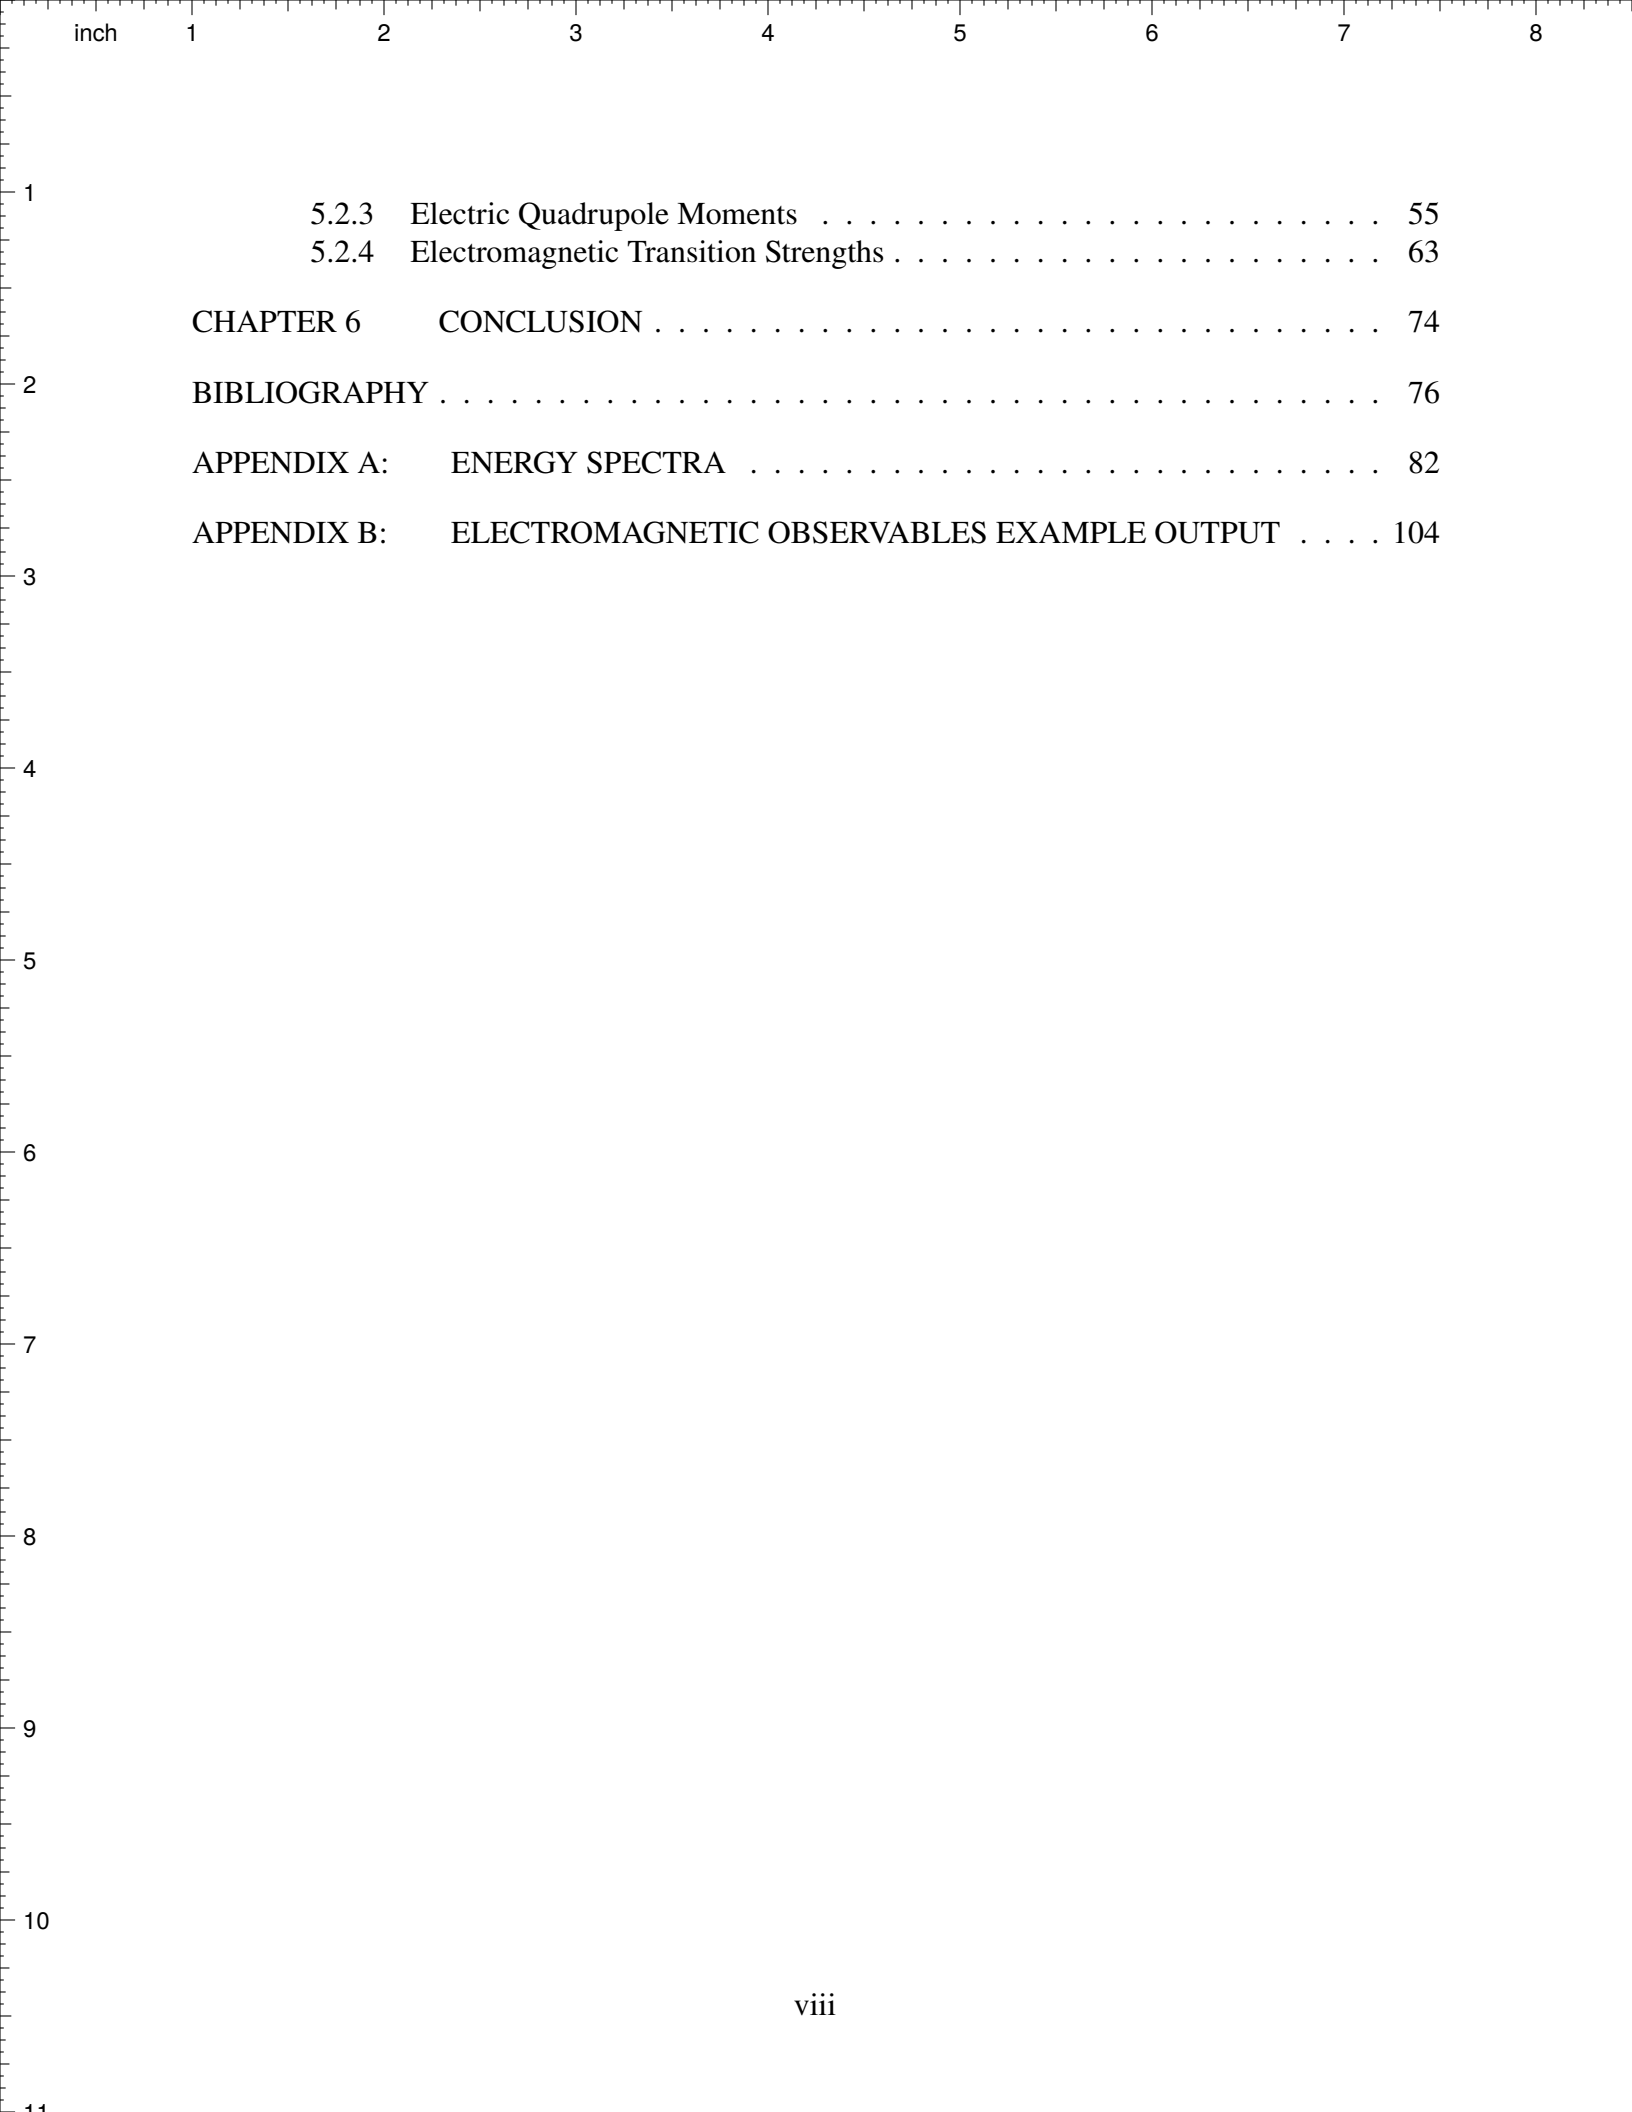 inch 1 2 3 4 5 6 7 8
1
5.2.3 Electric Quadrupole Moments . . . . . . . . . . . . . . . . . . . . . . . . 55
5.2.4 Electromagnetic Transition Strengths . . . . . . . . . . . . . . . . . . . . . 63
CHAPTER 6 CONCLUSION . . . . . . . . . . . . . . . . . . . . . . . . . . . . . . . 74
2
BIBLIOGRAPHY . . . . . . . . . . . . . . . . . . . . . . . . . . . . . . . . . . . . . . . . 76
APPENDIX A: ENERGY SPECTRA . . . . . . . . . . . . . . . . . . . . . . . . . . . 82
APPENDIX B: ELECTROMAGNETIC OBSERVABLES EXAMPLE OUTPUT . . . . 104
3
4
5
6
7
8
9
10
viii
11